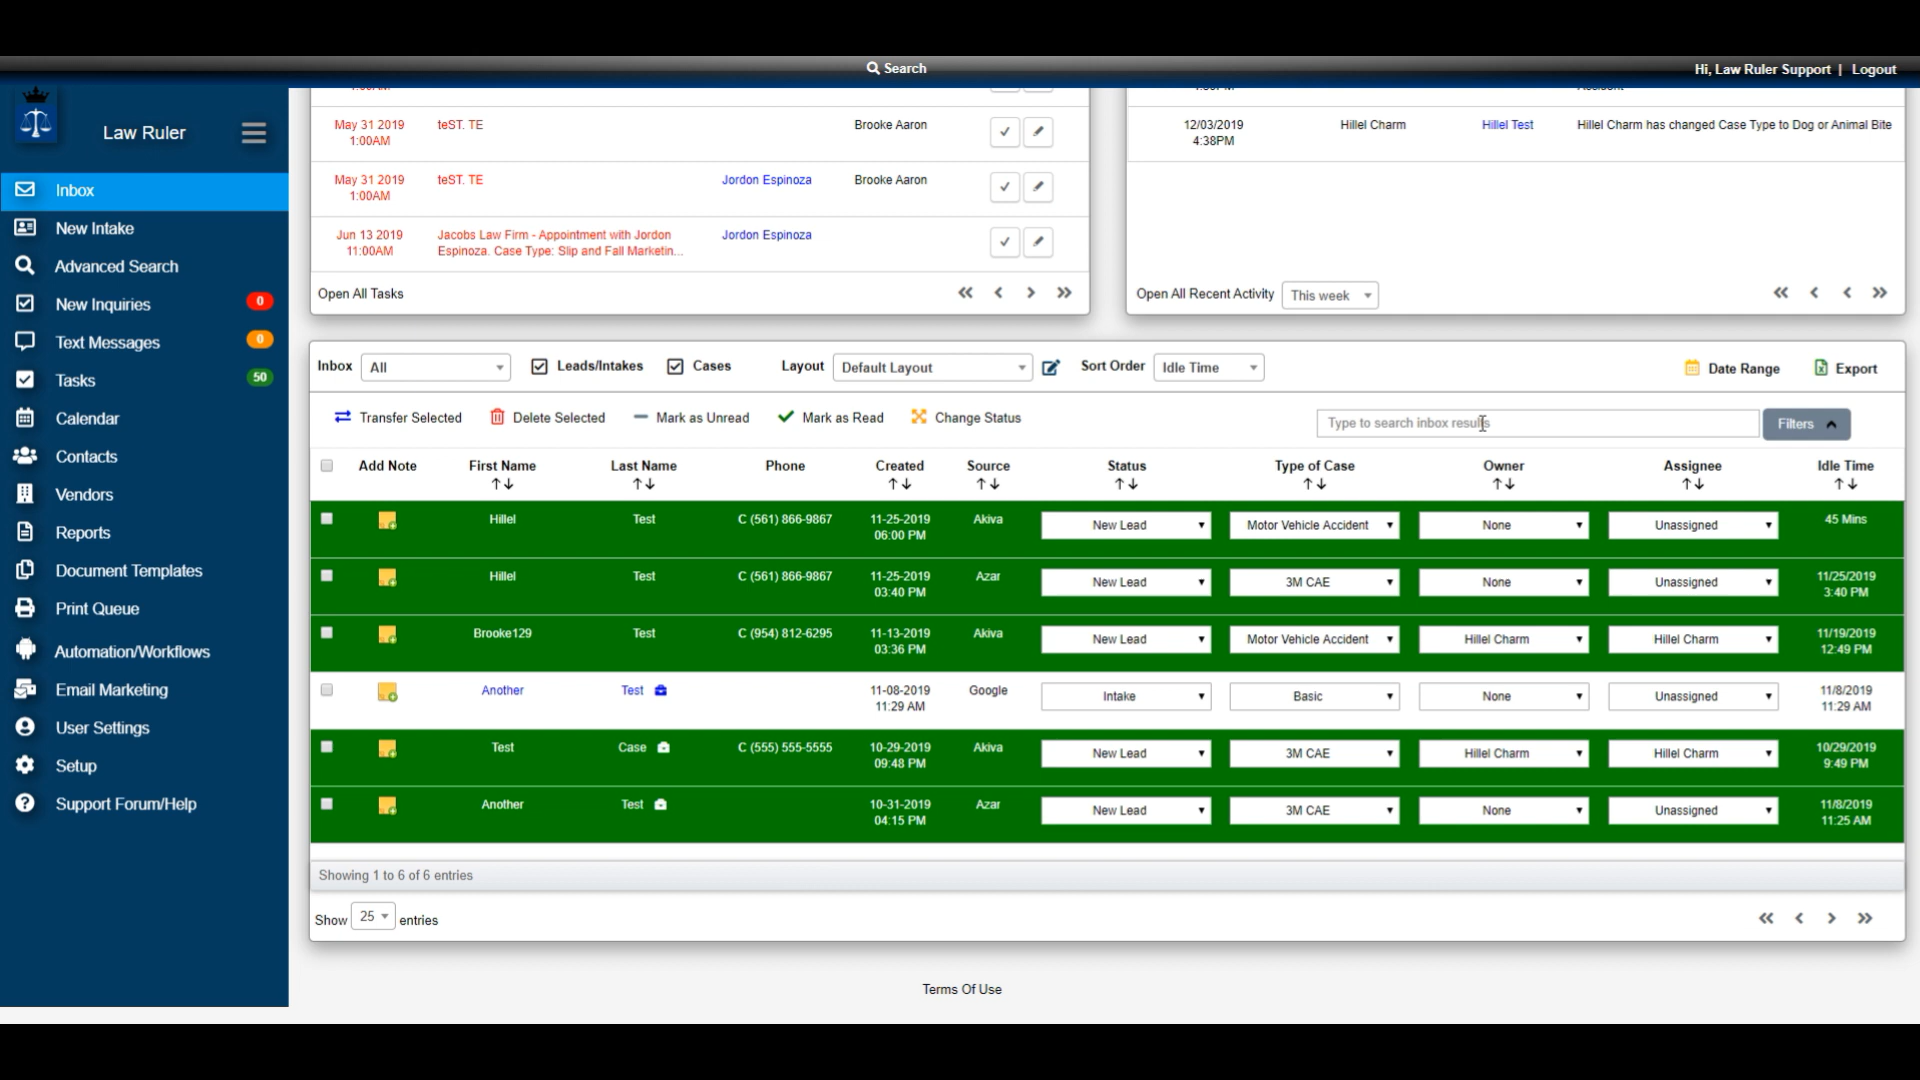 Search
Hi, Law Ruler Support | Logout
Law Ruler
Inbox
New Intake
Advanced Search
New Inquiries 0
Text Messages 0
Tasks 50
Calendar
Contacts
Vendors
Reports
Document Templates
Print Queue
Automation/Workflows
Email Marketing
User Settings
Setup
Support Forum/Help
May 31 2019 teST. TE Brooke Aaron
1:00AM
May 31 2019 teST. TE Jordon Espinoza Brooke Aaron
1:00AM
Jun 13 2019 Jacobs Law Firm - Appointment with Jordon Jordon Espinoza
11:00AM Espinoza. Case Type: Slip and Fall Marketin...
Open All Tasks
12/03/2019 Hillel Charm Hillel Test Hillel Charm has changed Case Type to Dog or Animal Bite
4:38PM
Open All Recent Activity This week
Inbox All Leads/Intakes Cases Layout Default Layout Sort Order Idle Time Date Range Export
Transfer Selected Delete Selected Mark as Unread Mark as Read Change Status Type to search inbox results Filters
Add Note First Name Last Name Phone Created Source Status Type of Case Owner Assignee Idle Time
Hillel Test C (561) 866-9867 11-25-2019 Akiva New Lead Motor Vehicle Accident None Unassigned 45 Mins
06:00 PM
Hillel Test C (561) 866-9867 11-25-2019 Azar New Lead 3M CAE None Unassigned 11/25/2019
03:40 PM 3:40 PM
Brooke129 Test C (954) 812-6295 11-13-2019 Akiva New Lead Motor Vehicle Accident Hillel Charm Hillel Charm 11/19/2019
03:36 PM 12:49 PM
Another Test 11-08-2019 Google Intake Basic None Unassigned 11/8/2019
11:29 AM 11:29 AM
Test Case C (555) 555-5555 10-29-2019 Akiva New Lead 3M CAE Hillel Charm Hillel Charm 10/29/2019
09:48 PM 9:49 PM
Another Test 10-31-2019 Azar New Lead 3M CAE None Unassigned 11/8/2019
04:15 PM 11:25 AM
Showing 1 to 6 of 6 entries
Show 25 entries
Terms Of Use